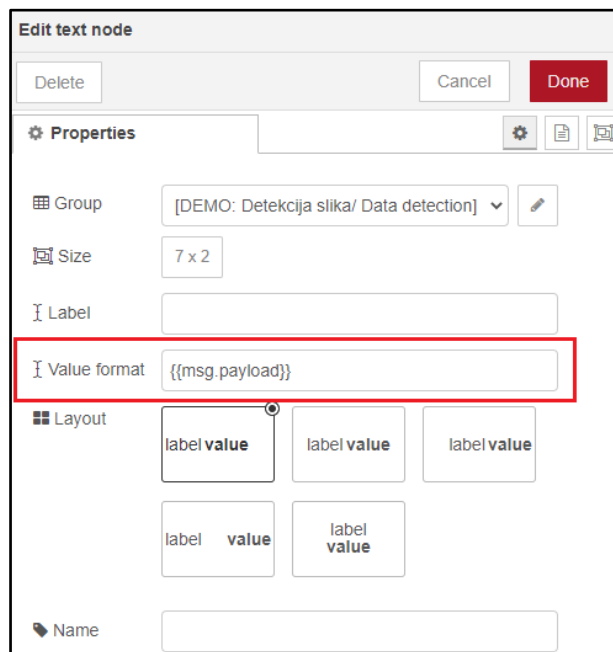 Edit text node
Delete
Cancel
Done
Properties
Group
[DEMO: Detekcija slika/ Data detection]
Size
7 x 2
Label
Value format
{{msg.payload}}
Layout
label value
label value
label value
label value
label
value
Name